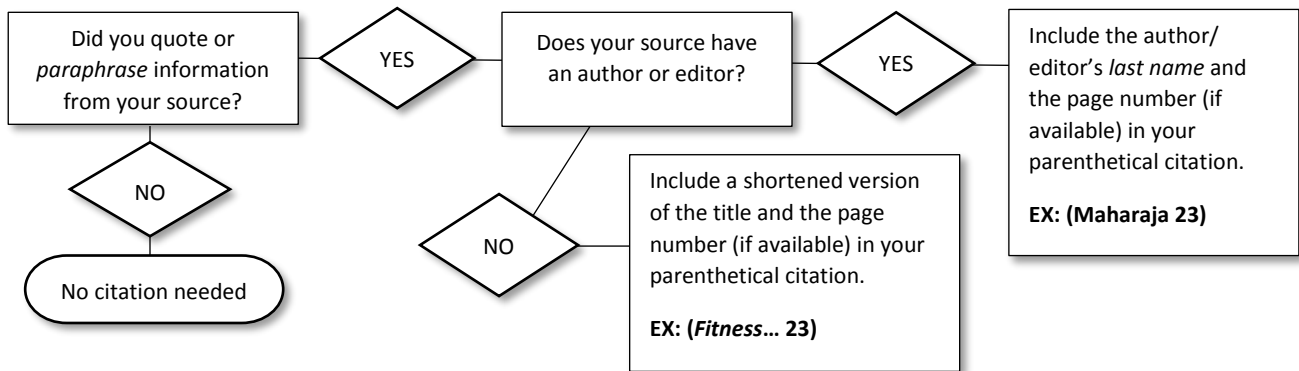 Did you quote or
paraphrase information
from your source?
YES
Does your source have
an author or editor?
YES
Include the author/
editor’s last name and
the page number (if
available) in your
parenthetical citation.
EX: (Maharaja 23)
NO
No citation needed
NO
Include a shortened version
of the title and the page
number (if available) in your
parenthetical citation.
EX: (Fitness… 23)